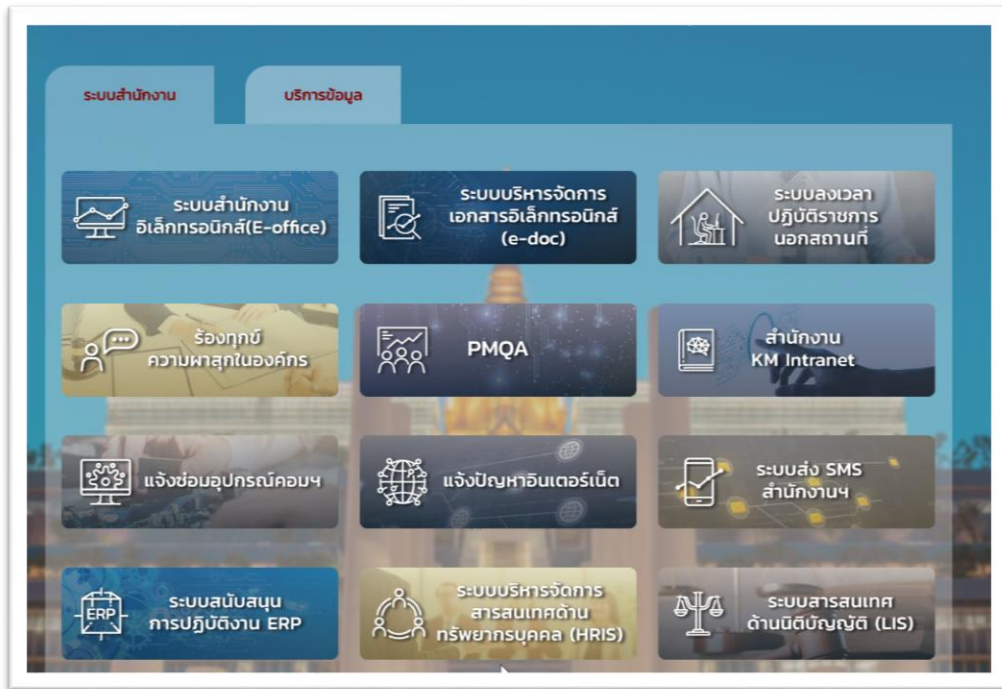 ระบบสำนักงาน
บริการข้อมูล
ระบบสำนักงาน
อิเล็กทรอนิกส์(E-office)
ระบบบริหารจัดการ
เอกสารอิเล็กทรอนิกส์
(e-doc)
ระบบลงเวลา
ปฏิบัติราชการ
นอกสถานที่
ร้องทุกข์
ความผาสุกในองค์กร
PMQA
สำนักงาน
KM Intranet
แจ้งซ่อมอุปกรณ์คอมฯ
แจ้งปัญหาอินเตอร์เน็ต
ระบบส่ง SMS
สำนักงานฯ
ERP
ระบบสนับสนุน
การปฏิบัติงาน ERP
ระบบบริหารจัดการ
สารสนเทศด้าน
ทรัพยากรบุคคล (HRIS)
ระบบสารสนเทศ
ด้านนิติบัญญัติ (LIS)